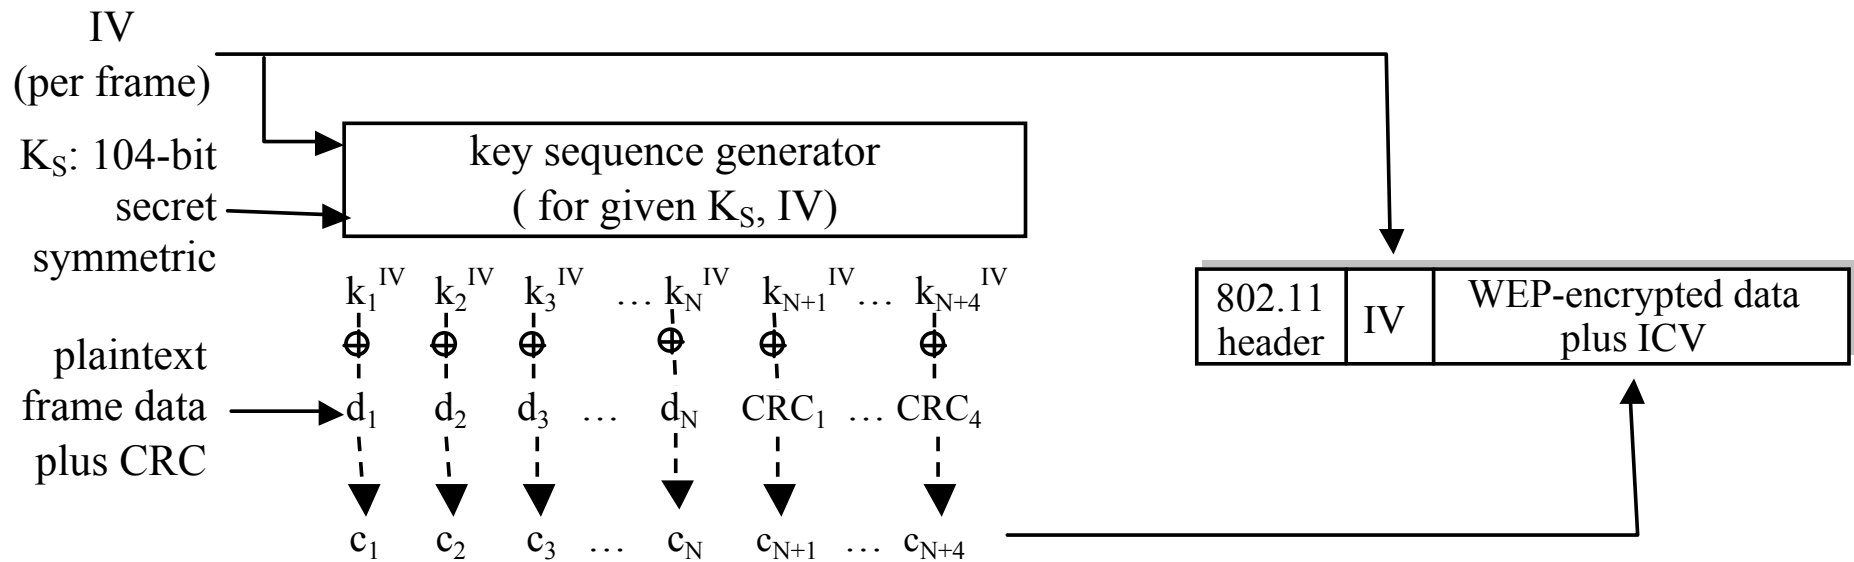 IV
(per frame)
K_S: 104-bit
secret
symmetric
key sequence generator
( for given K_S, IV)
k_1^IV k_2^IV k_3^IV … k_N^IV k_N+1^IV … k_N+4^IV
plaintext
frame data
plus CRC
d_1 d_2 d_3 … d_N CRC_1 … CRC_4
c_1 c_2 c_3 … c_N c_N+1 … c_N+4
802.11
header
IV
WEP-encrypted data
plus ICV